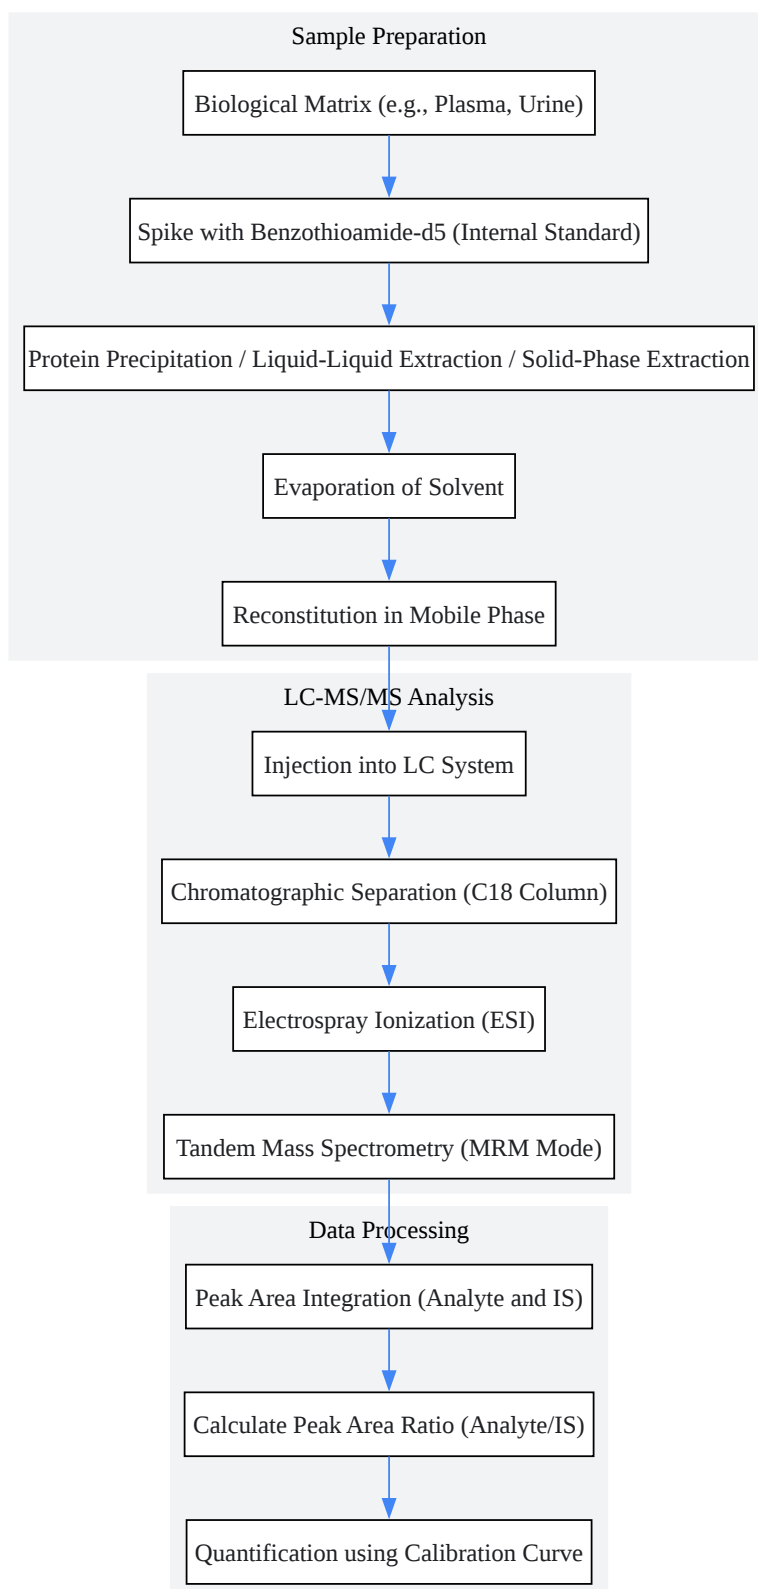 Sample Preparation
Biological Matrix (e.g., Plasma, Urine)
Spike with Benzothioamide-d5 (Internal Standard)
Protein Precipitation / Liquid-Liquid Extraction / Solid-Phase Extraction
Evaporation of Solvent
Reconstitution in Mobile Phase
LC-MS/MS Analysis
Injection into LC System
Chromatographic Separation (C18 Column)
Electrospray Ionization (ESI)
Tandem Mass Spectrometry (MRM Mode)
Data Processing
Peak Area Integration (Analyte and IS)
Calculate Peak Area Ratio (Analyte/IS)
Quantification using Calibration Curve